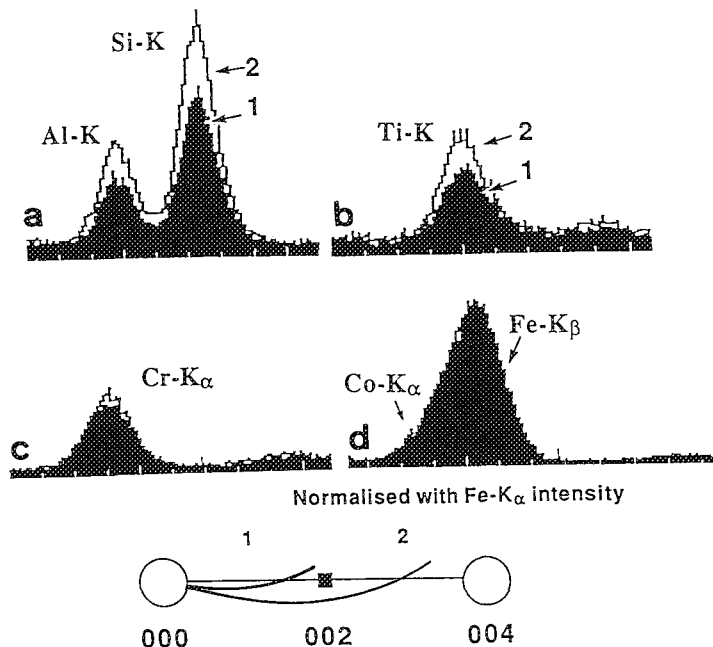 Si-K
2
1
Al-K
a
Ti-K
2
1
b
Cr-Kα
c
Fe-Kβ
Co-Kα
d
Normalised with Fe-Kα intensity
1 2
000 002 004